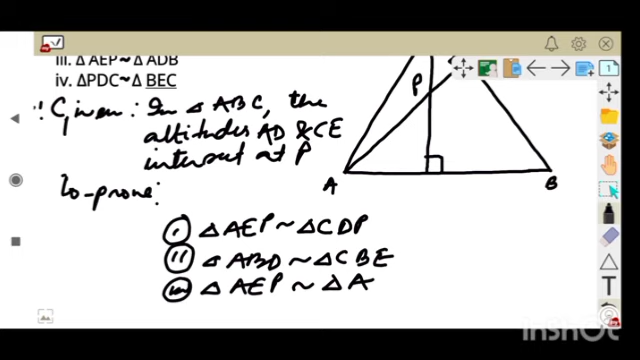 iii. Δ AEP ~ Δ ADB
iv. ΔPDC~Δ BEC
Given: In Δ ABC, the
altitudes AD & CE
intersect at P
To-prove:
i Δ AEP ~ Δ CDP
ii Δ ABD ~ Δ CBE
iii Δ AEP ~ Δ A
P
A
B
1
T
InShOt